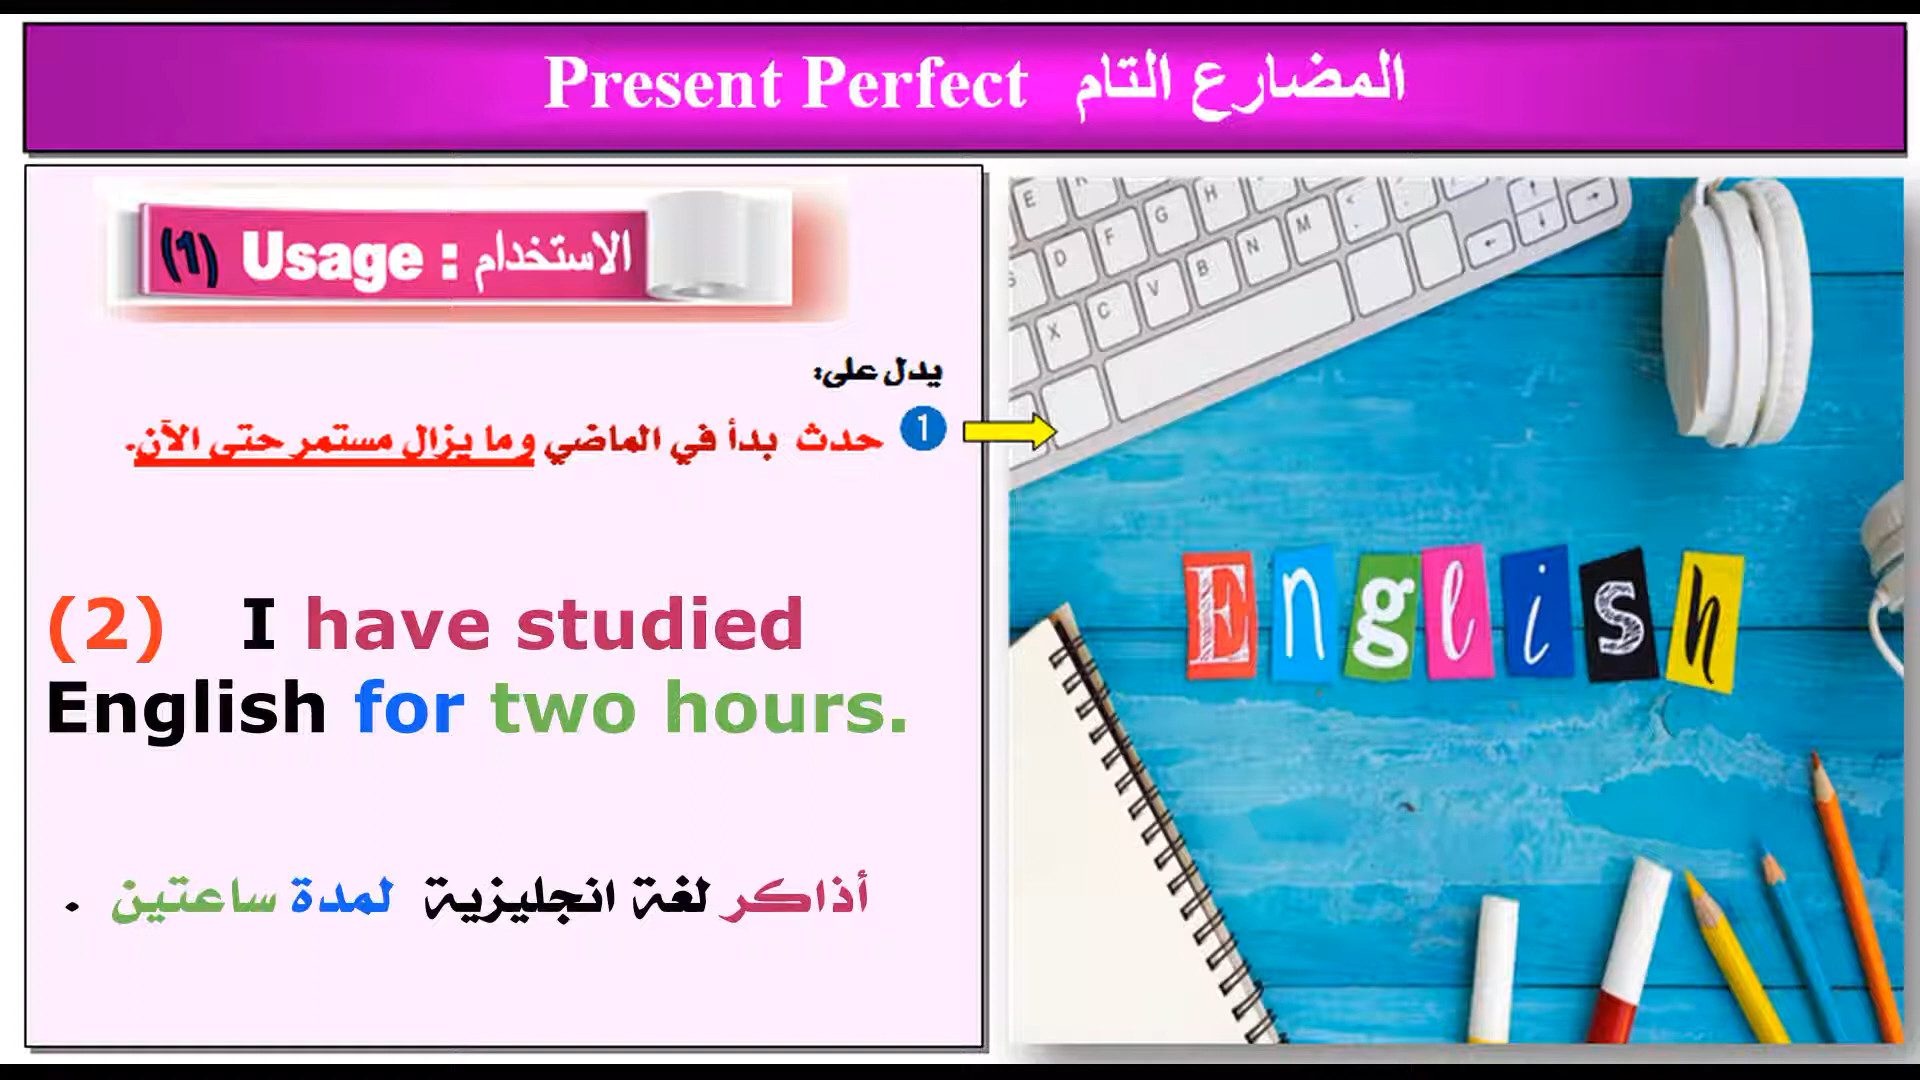 Present Perfect المضارع التام
(1) Usage : الاستخدام
يدل على:
1 حدث بدأ في الماضي وما يزال مستمر حتى الآن.
(2) I have studied
English for two hours.
أذاكر لغة انجليزية لمدة ساعتين .
E
G H
D F N M <
X C V B
English